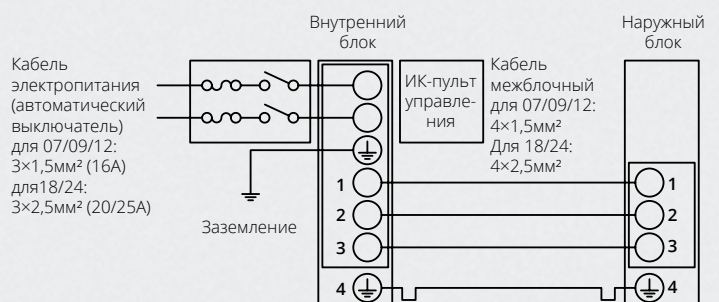 Внутренний
блок
Наружный
блок
Кабель
электропитания
(автоматический
выключатель)
для 07/09/12:
3×1,5мм² (16А)
для18/24:
3×2,5мм² (20/25А)
ИК-пульт
управле-
ния
Кабель
межблочный
для 07/09/12:
4×1,5мм²
Для 18/24:
4×2,5мм²
Заземление
1
2
3
4
1
2
3
4